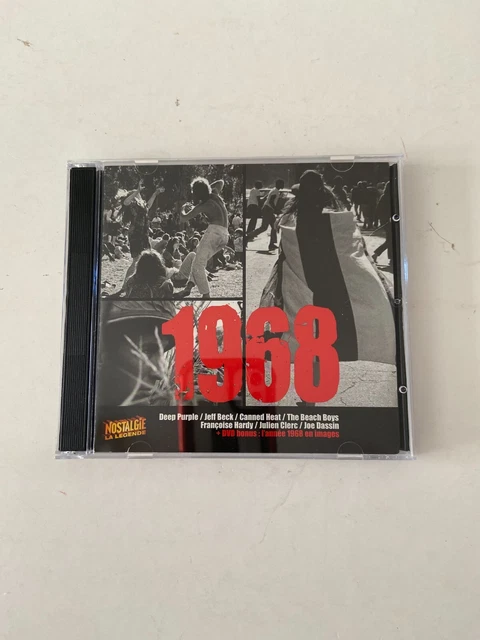 1968
Deep Purple / Jeff Beck / Canned Heat / The Beach Boys
Françoise Hardy / Julien Clerc / Joe Dassin
+ DVD bonus : l'année 1968 en images
NOSTALGIE
LA LEGENDE